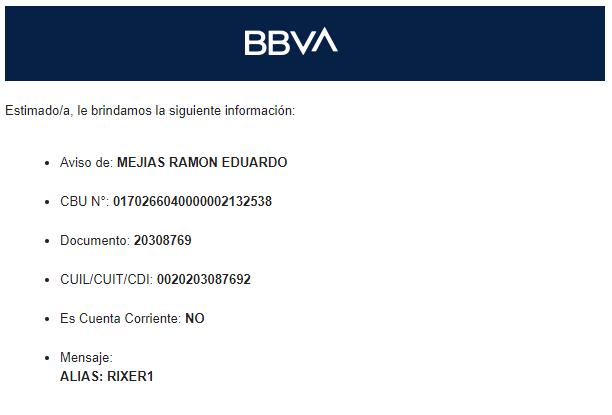 BBVA
Estimado/a, le brindamos la siguiente información:
• Aviso de: MEJIAS RAMON EDUARDO
• CBU N°: 0170266040000002132538
• Documento: 20308769
• CUIL/CUIT/CDI: 0020203087692
• Es Cuenta Corriente: NO
• Mensaje:
ALIAS: RIXER1